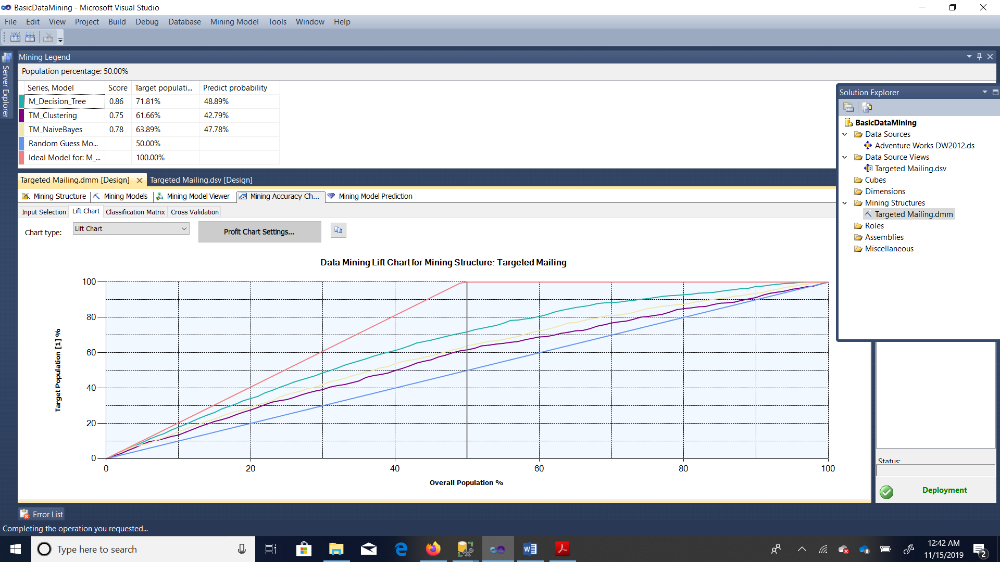 BasicDataMining - Microsoft Visual Studio
File Edit View Project Build Debug Database Mining Model Tools Window Help
Server Explorer
Mining Legend
Population percentage: 50.00%
Series, Model Score Target populati... Predict probability
M_Decision_Tree 0.86 71.81% 48.89%
TM_Clustering 0.75 61.66% 42.79%
TM_NaiveBayes 0.78 63.89% 47.78%
Random Guess Mo... 50.00%
Ideal Model for: M_... 100.00%
Solution Explorer
BasicDataMining
Data Sources
Adventure Works DW2012.ds
Data Source Views
Targeted Mailing.dsv
Cubes
Dimensions
Mining Structures
Targeted Mailing.dmm
Roles
Assemblies
Miscellaneous
Targeted Mailing.dmm [Design] Targeted Mailing.dsv [Design]
Mining Structure Mining Models Mining Model Viewer Mining Accuracy Ch... Mining Model Prediction
Input Selection Lift Chart Classification Matrix Cross Validation
Chart type: Lift Chart Profit Chart Settings...
Data Mining Lift Chart for Mining Structure: Targeted Mailing
100
80
60
40
20
0
Target Population [1] %
0 20 40 60 80 100
Overall Population %
Status:
Deployment
Error List
Completing the operation you requested...
Type here to search
12:42 AM
11/15/2019
2